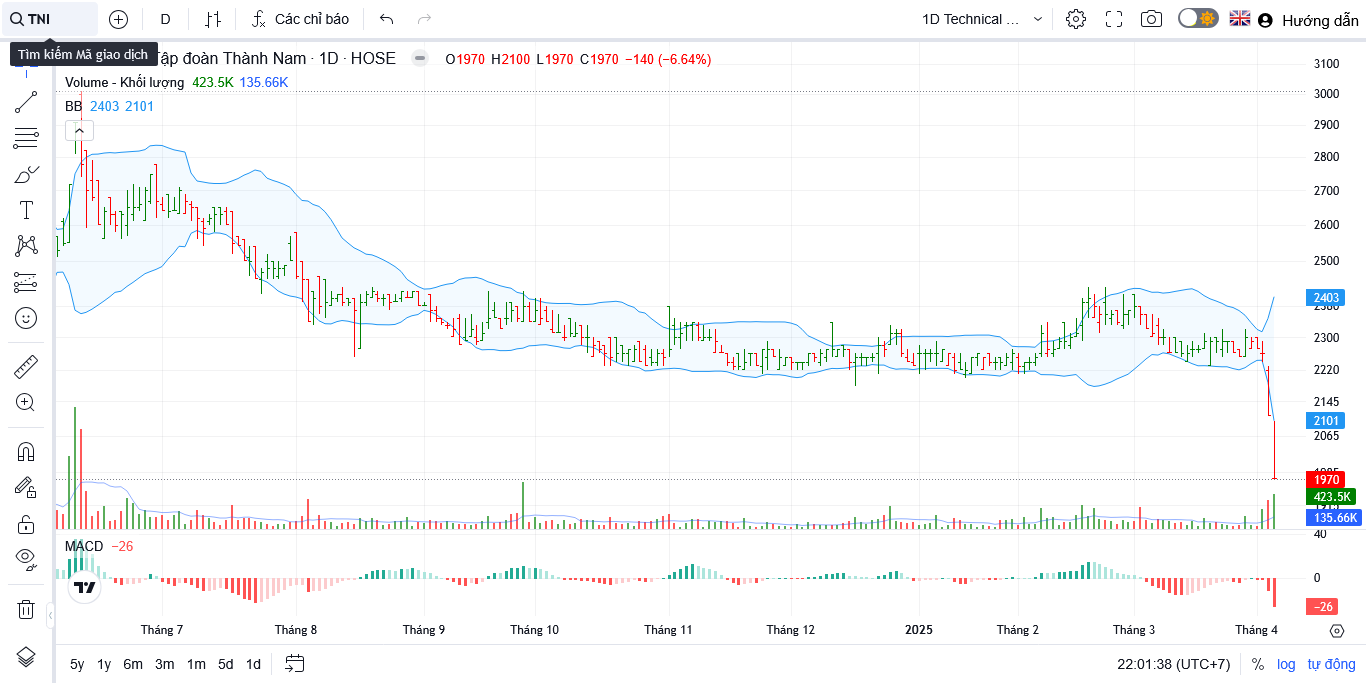 TNI
D
Các chỉ báo
1D Technical ...
Hướng dẫn
Tìm kiếm Mã giao dịch
Tập đoàn Thành Nam · 1D · HOSE
O1970 H2100 L1970 C1970 −140 (−6.64%)
Volume - Khối lượng 423.5K 135.66K
BB 2403 2101
3100
3000
2900
2800
2700
2600
2500
2403
2380
2300
2220
2145
2101
2065
1970
423.5K
135.66K
MACD −26
40
0
−26
Tháng 7
Tháng 8
Tháng 9
Tháng 10
Tháng 11
Tháng 12
2025
Tháng 2
Tháng 3
Tháng 4
5y 1y 6m 3m 1m 5d 1d
22:01:38 (UTC+7)
%
log
tự động